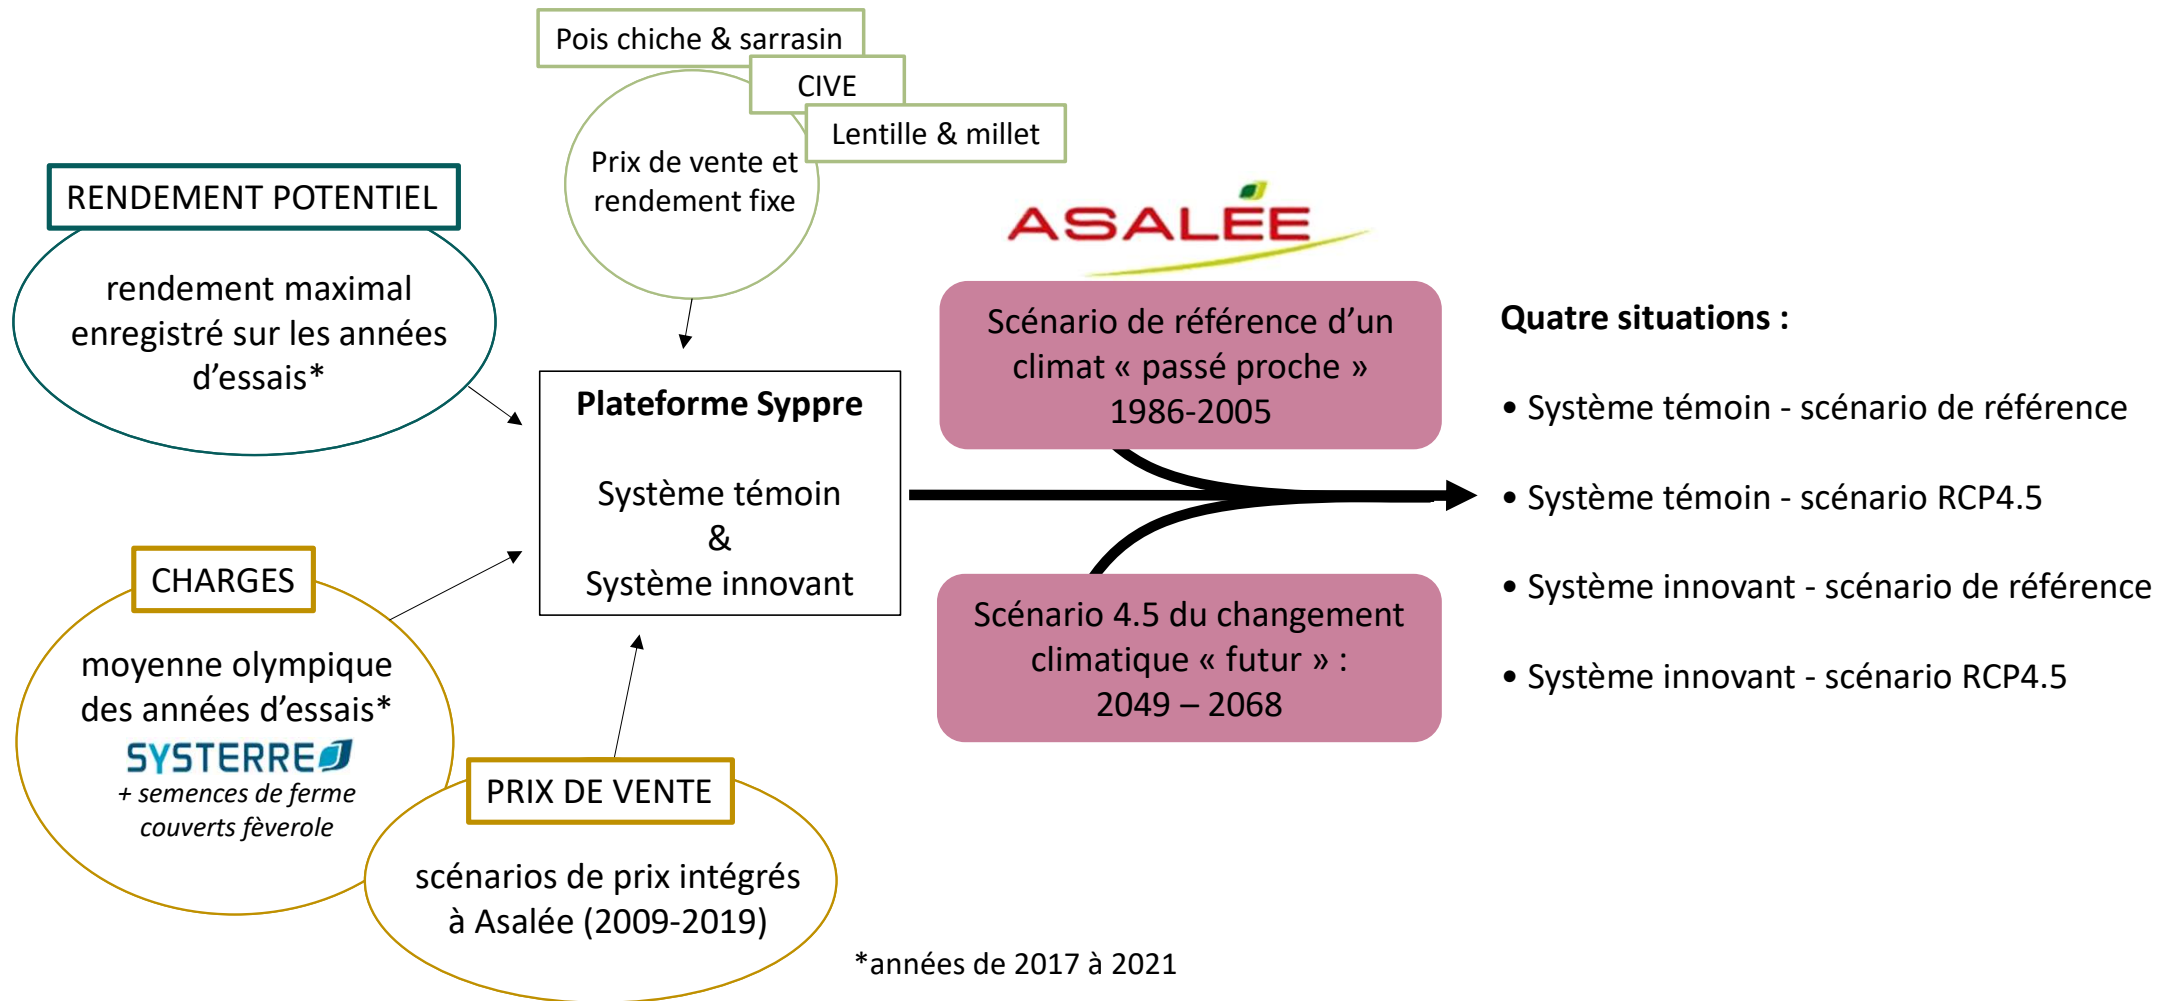 Pois chiche & sarrasin
CIVE
Lentille & millet
Prix de vente et
rendement fixe
RENDEMENT POTENTIEL
rendement maximal
enregistré sur les années
d'essais*
CHARGES
moyenne olympique
des années d'essais*
SYSTERRE
+ semences de ferme
couverts fèverole
PRIX DE VENTE
scénarios de prix intégrés
à Asalée (2009-2019)
Plateforme Syppre
Système témoin
&
Système innovant
ASALÉE
Scénario de référence d'un
climat « passé proche »
1986-2005
Scénario 4.5 du changement
climatique « futur » :
2049 – 2068
Quatre situations :
• Système témoin - scénario de référence
• Système témoin - scénario RCP4.5
• Système innovant - scénario de référence
• Système innovant - scénario RCP4.5
*années de 2017 à 2021